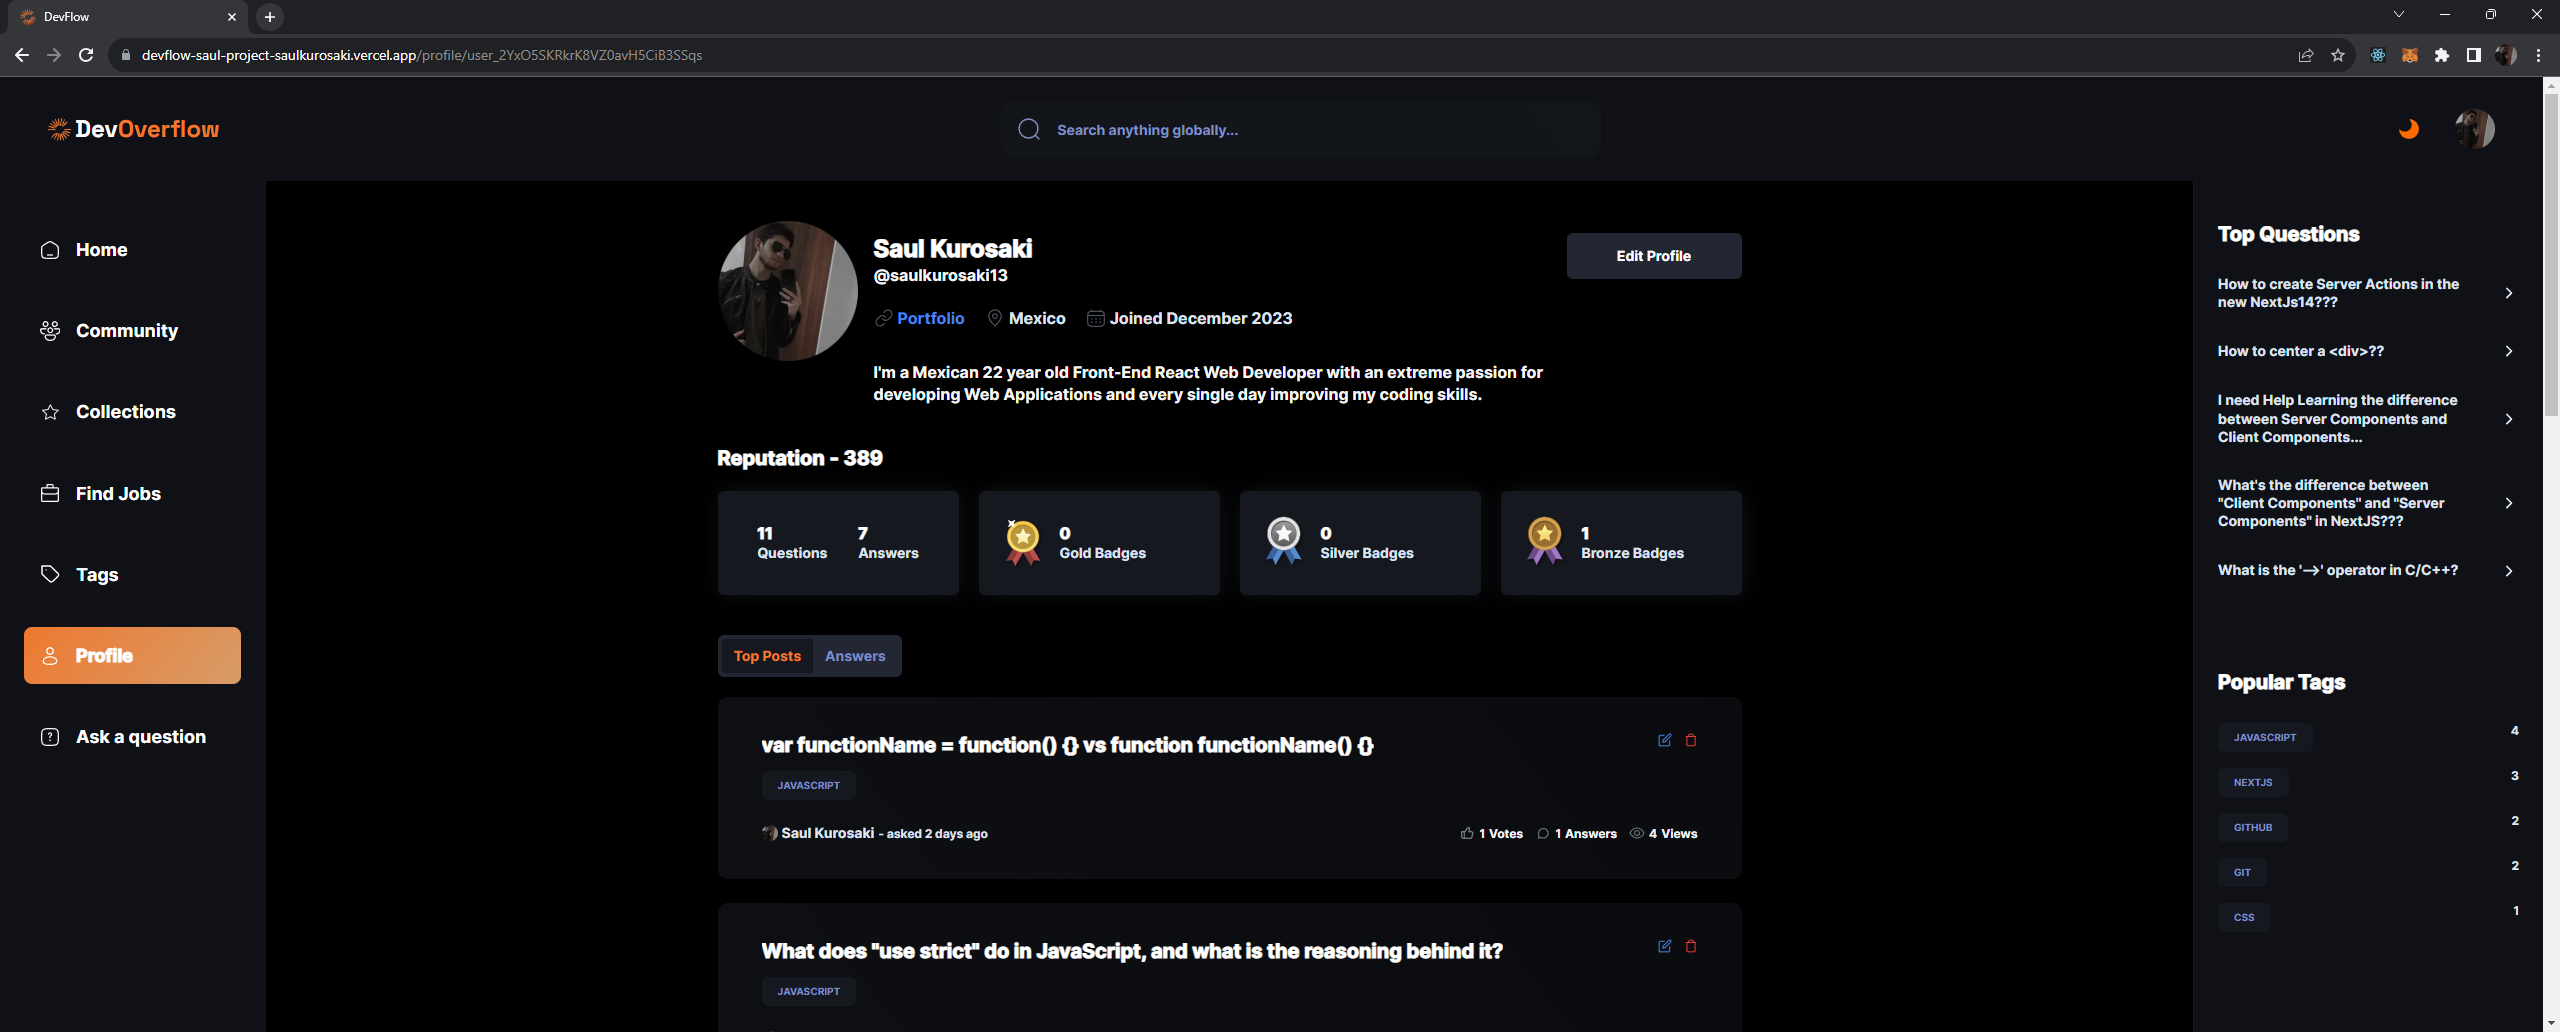 DevFlow
devflow-saul-project-saulkurosaki.vercel.app/profile/user_2YxO5SKRkrK8VZ0avH5CiB3SSqs
DevOverflow
Search anything globally...
Home
Community
Collections
Find Jobs
Tags
Profile
Ask a question
Saul Kurosaki
@saulkurosaki13
Edit Profile
Portfolio
Mexico
Joined December 2023
I'm a Mexican 22 year old Front-End React Web Developer with an extreme passion for
developing Web Applications and every single day improving my coding skills.
Reputation - 389
11
Questions
7
Answers
0
Gold Badges
0
Silver Badges
1
Bronze Badges
Top Posts
Answers
var functionName = function() {} vs function functionName() {}
JAVASCRIPT
Saul Kurosaki - asked 2 days ago
1 Votes
1 Answers
4 Views
What does "use strict" do in JavaScript, and what is the reasoning behind it?
JAVASCRIPT
Top Questions
How to create Server Actions in the
new NextJs14???
How to center a <div>??
I need Help Learning the difference
between Server Components and
Client Components...
What's the difference between
"Client Components" and "Server
Components" in NextJS???
What is the '-->' operator in C/C++?
Popular Tags
JAVASCRIPT
4
NEXTJS
3
GITHUB
2
GIT
2
CSS
1